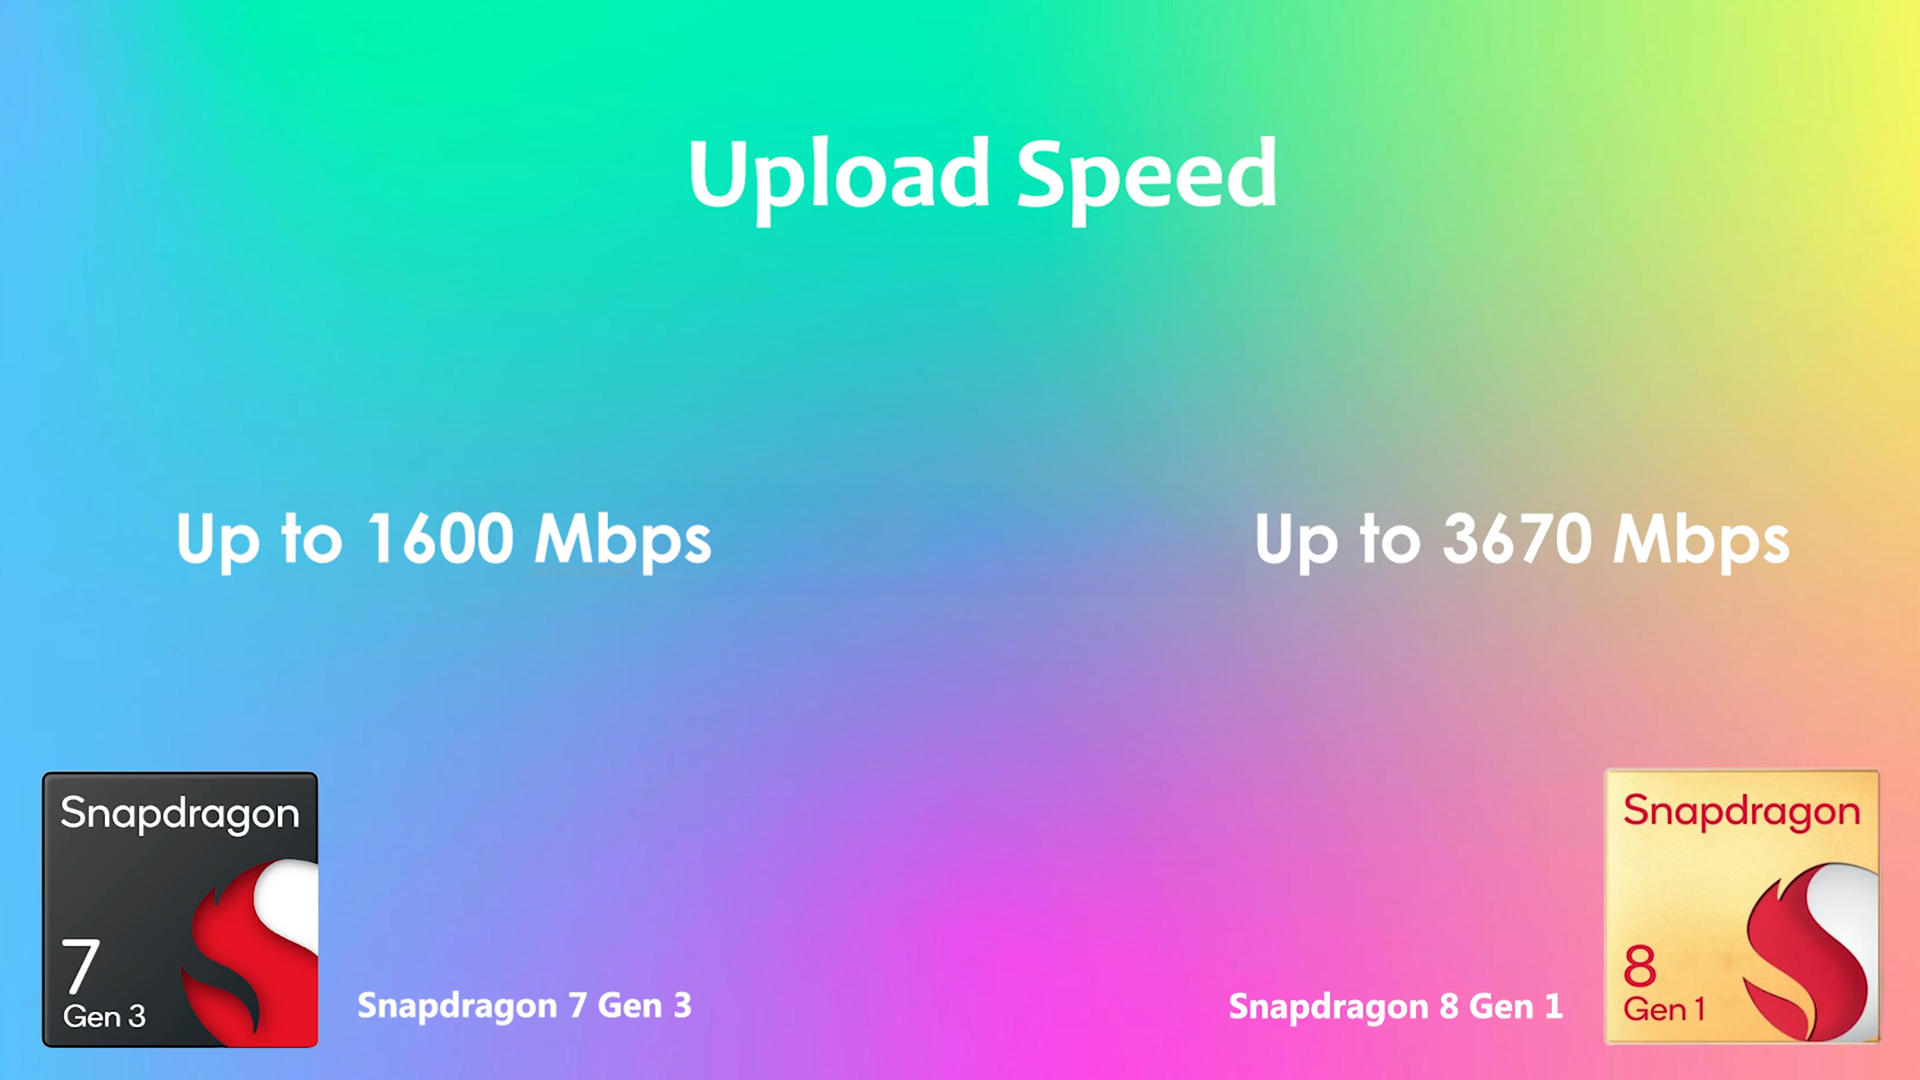 Upload Speed
Up to 1600 Mbps
Up to 3670 Mbps
Snapdragon
7
Gen 3
Snapdragon 7 Gen 3
Snapdragon 8 Gen 1
Snapdragon
8
Gen 1